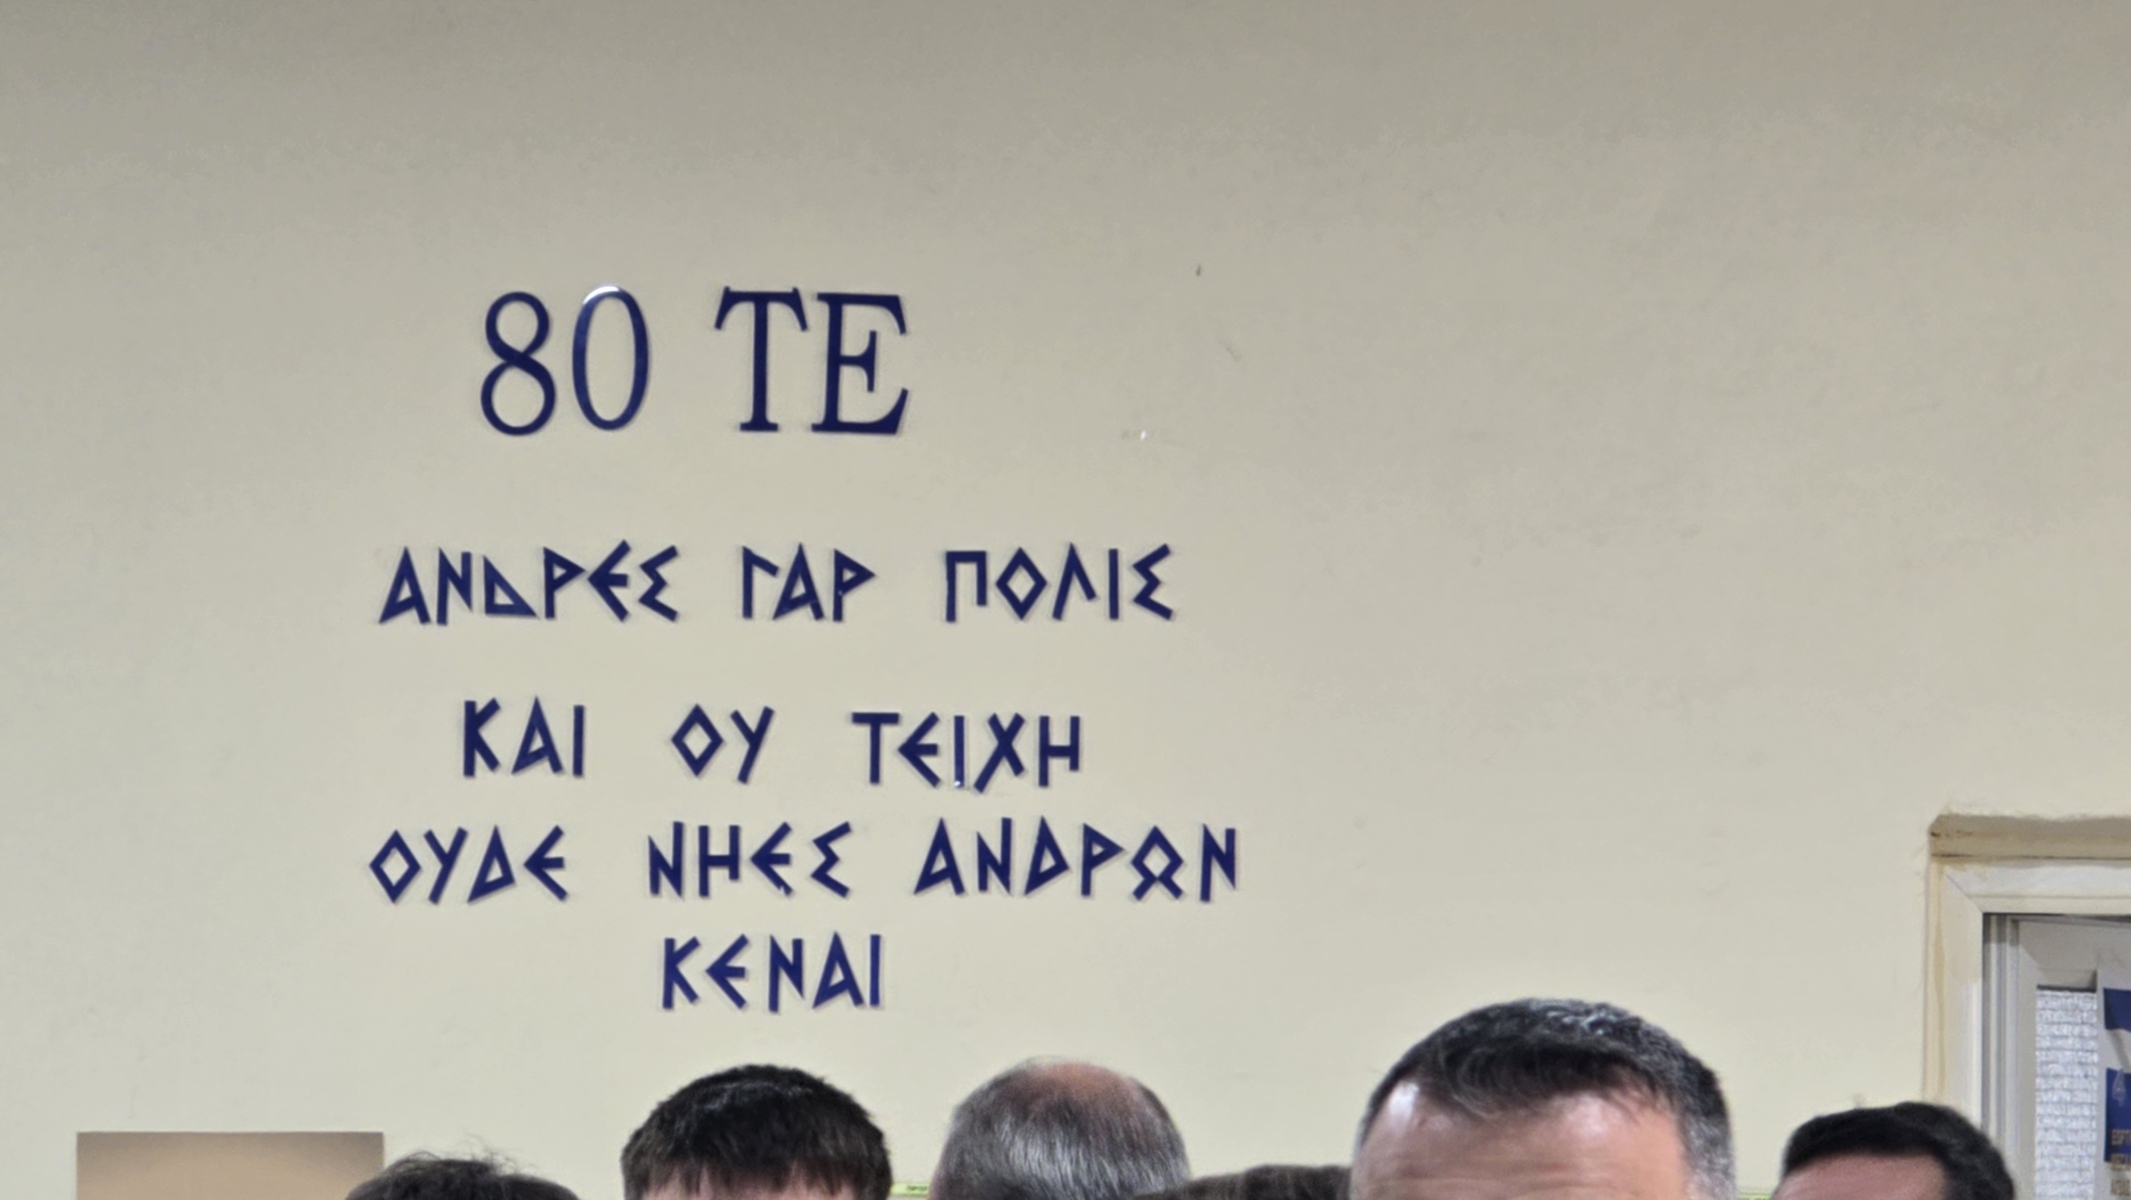 80 ΤΕ
ΑΝΔΡΕΣ ΓΑΡ ΠΟΛΙΣ
ΚΑΙ ΟΥ ΤΕΙΧΗ
ΟΥΔΕ ΝΗΕΣ ΑΝΔΡΩΝ
ΚΕΝΑΙ